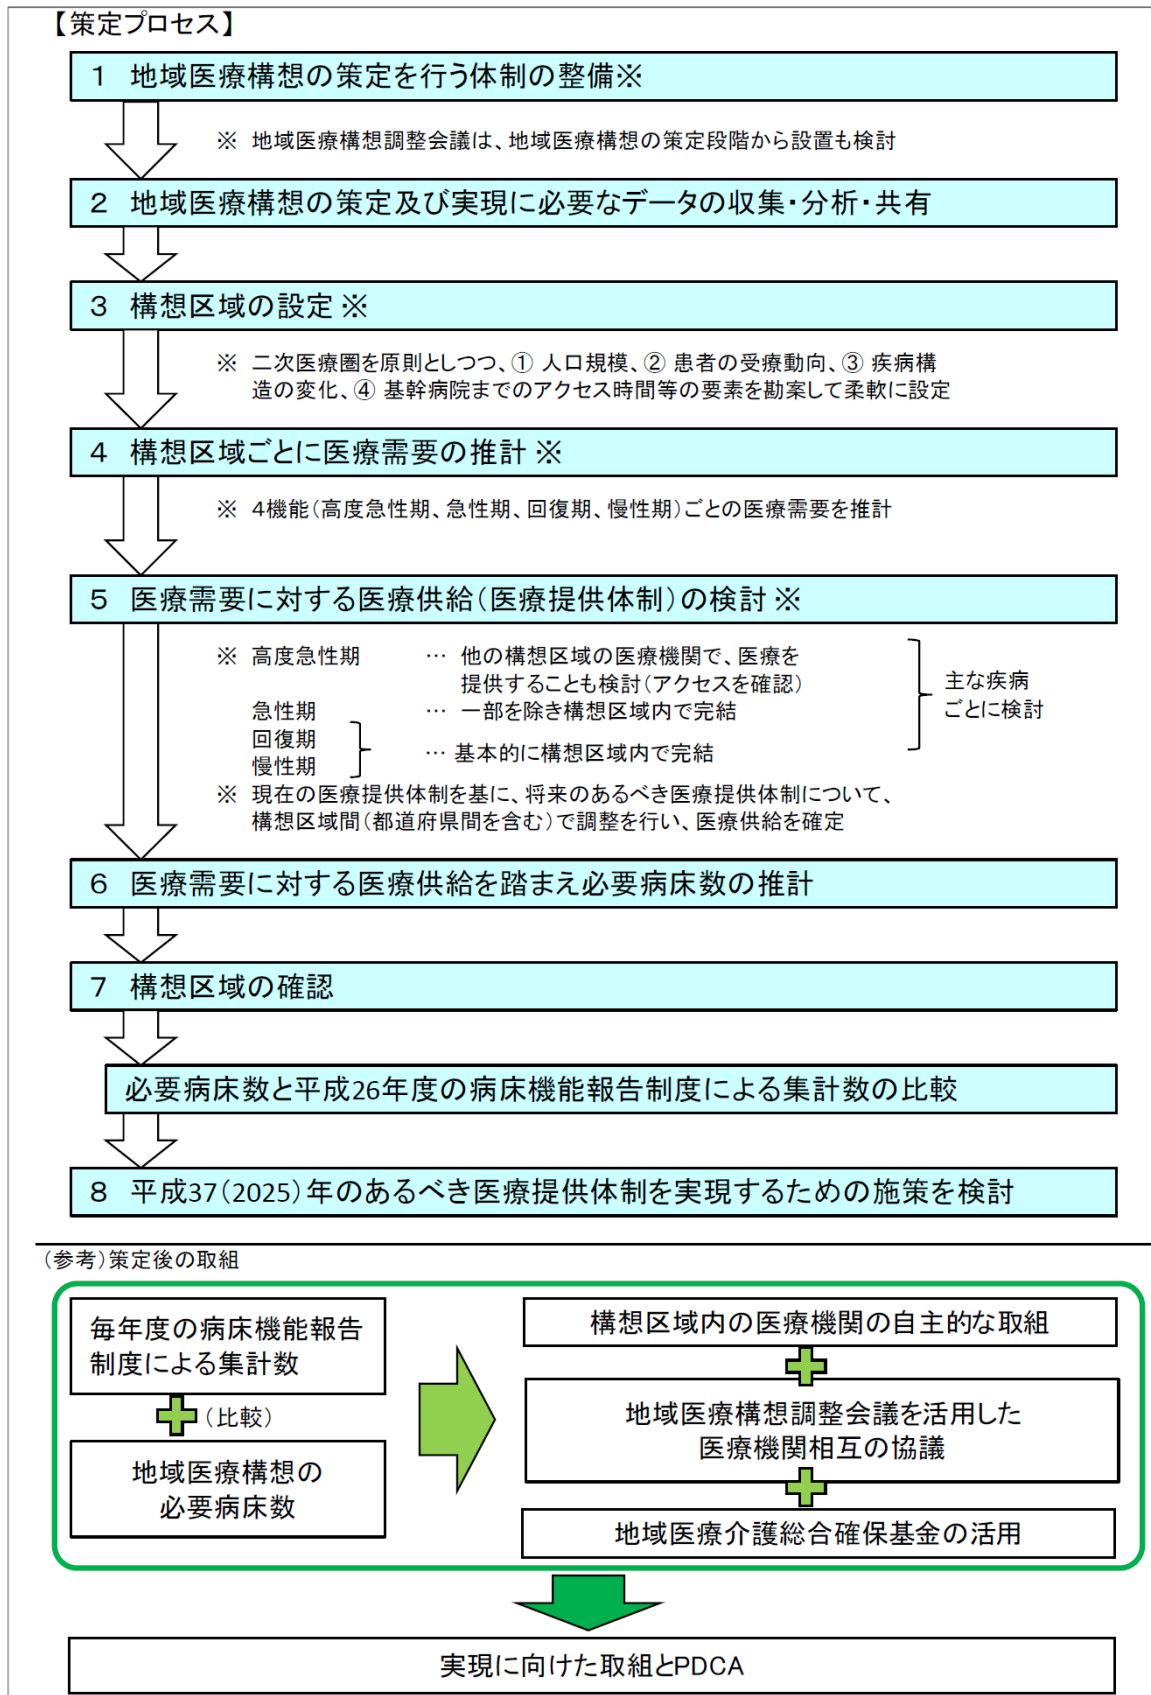 【策定プロセス】
1 地域医療構想の策定を行う体制の整備※
※ 地域医療構想調整会議は、地域医療構想の策定段階から設置も検討
2 地域医療構想の策定及び実現に必要なデータの収集・分析・共有
3 構想区域の設定 ※
※ 二次医療圏を原則としつつ、① 人口規模、② 患者の受療動向、③ 疾病構
造の変化、④ 基幹病院までのアクセス時間等の要素を勘案して柔軟に設定
4 構想区域ごとに医療需要の推計 ※
※ 4機能(高度急性期、急性期、回復期、慢性期)ごとの医療需要を推計
5 医療需要に対する医療供給(医療提供体制)の検討 ※
※ 高度急性期 … 他の構想区域の医療機関で、医療を
提供することも検討(アクセスを確認)
急性期 … 一部を除き構想区域内で完結
回復期
慢性期
… 基本的に構想区域内で完結
主な疾病
ごとに検討
※ 現在の医療提供体制を基に、将来のあるべき医療提供体制について、
構想区域間(都道府県間を含む)で調整を行い、医療供給を確定
6 医療需要に対する医療供給を踏まえ必要病床数の推計
7 構想区域の確認
必要病床数と平成26年度の病床機能報告制度による集計数の比較
8 平成37(2025)年のあるべき医療提供体制を実現するための施策を検討
(参考)策定後の取組
毎年度の病床機能報告
制度による集計数
(比較)
地域医療構想の
必要病床数
構想区域内の医療機関の自主的な取組
地域医療構想調整会議を活用した
医療機関相互の協議
地域医療介護総合確保基金の活用
実現に向けた取組とPDCA